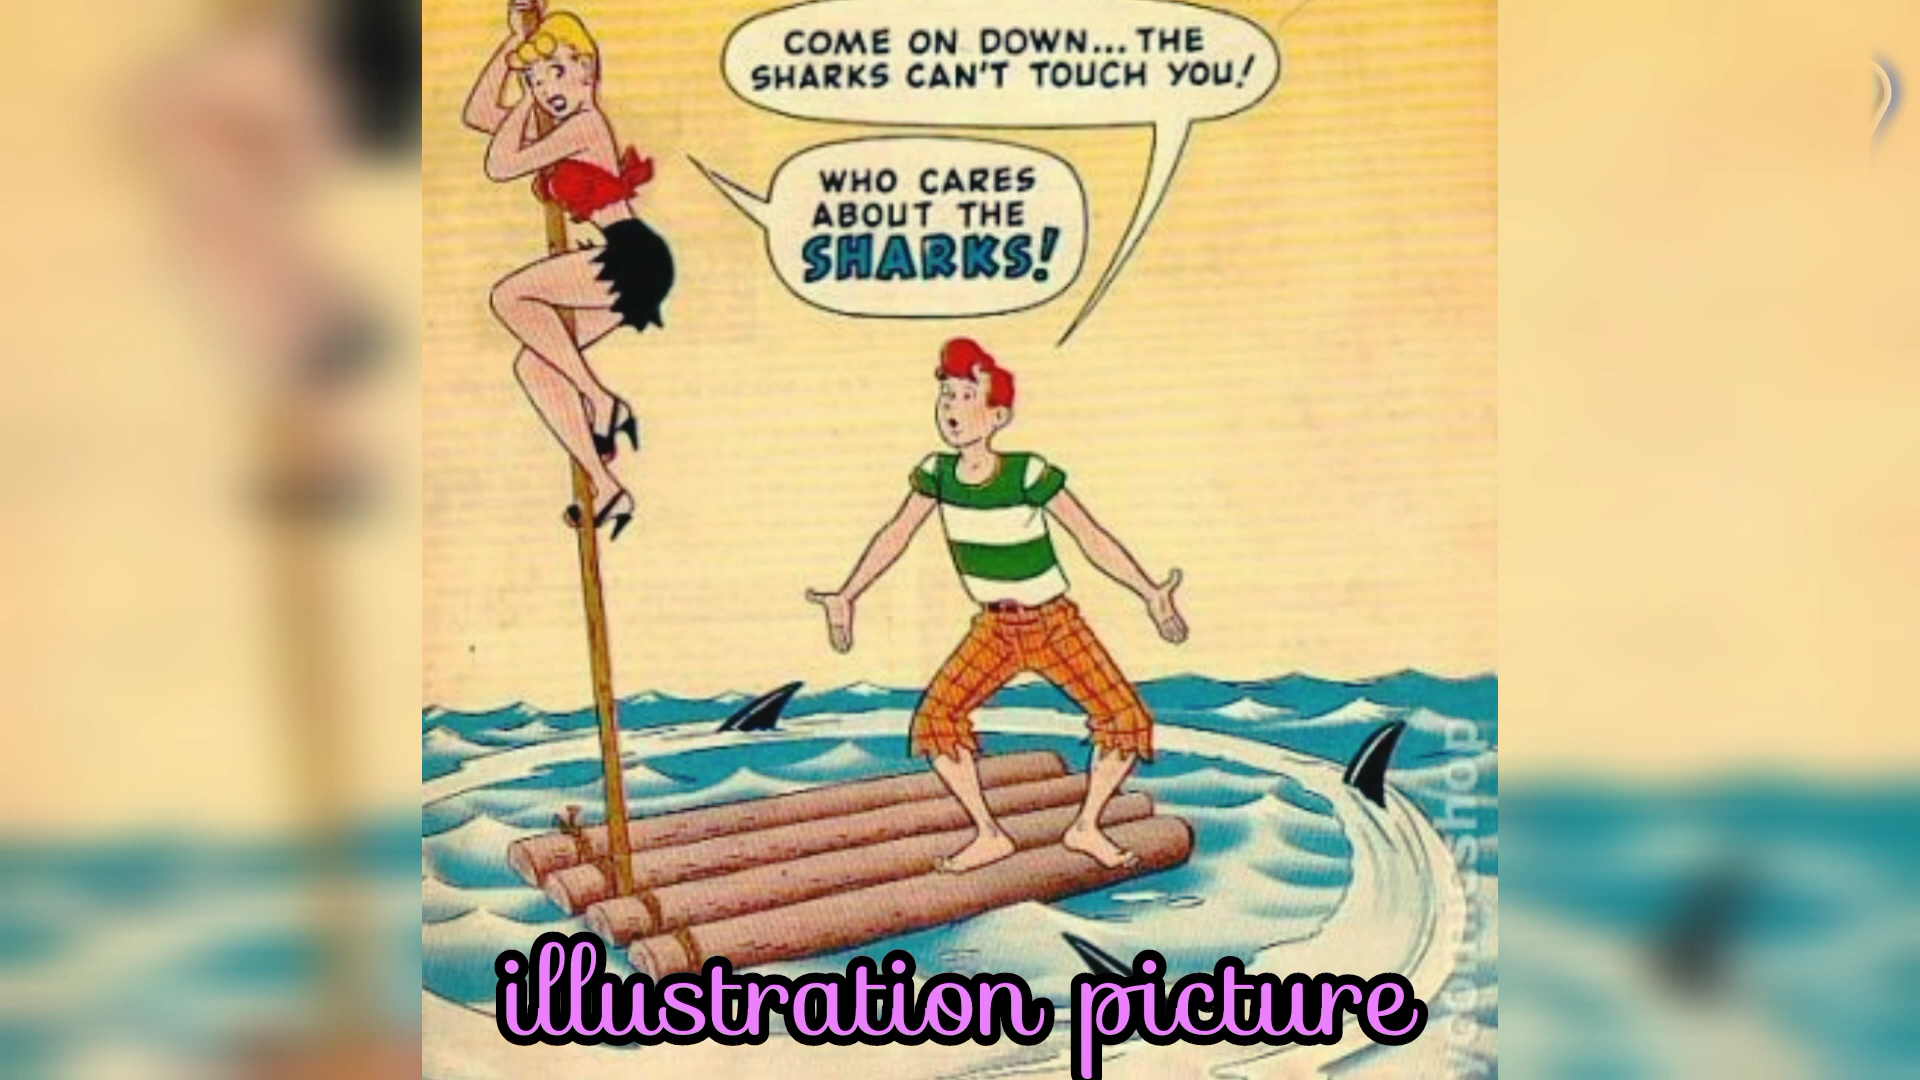 COME ON DOWN... THE
SHARKS CAN'T TOUCH YOU!
WHO CARES
ABOUT THE
SHARKS!
illustration picture